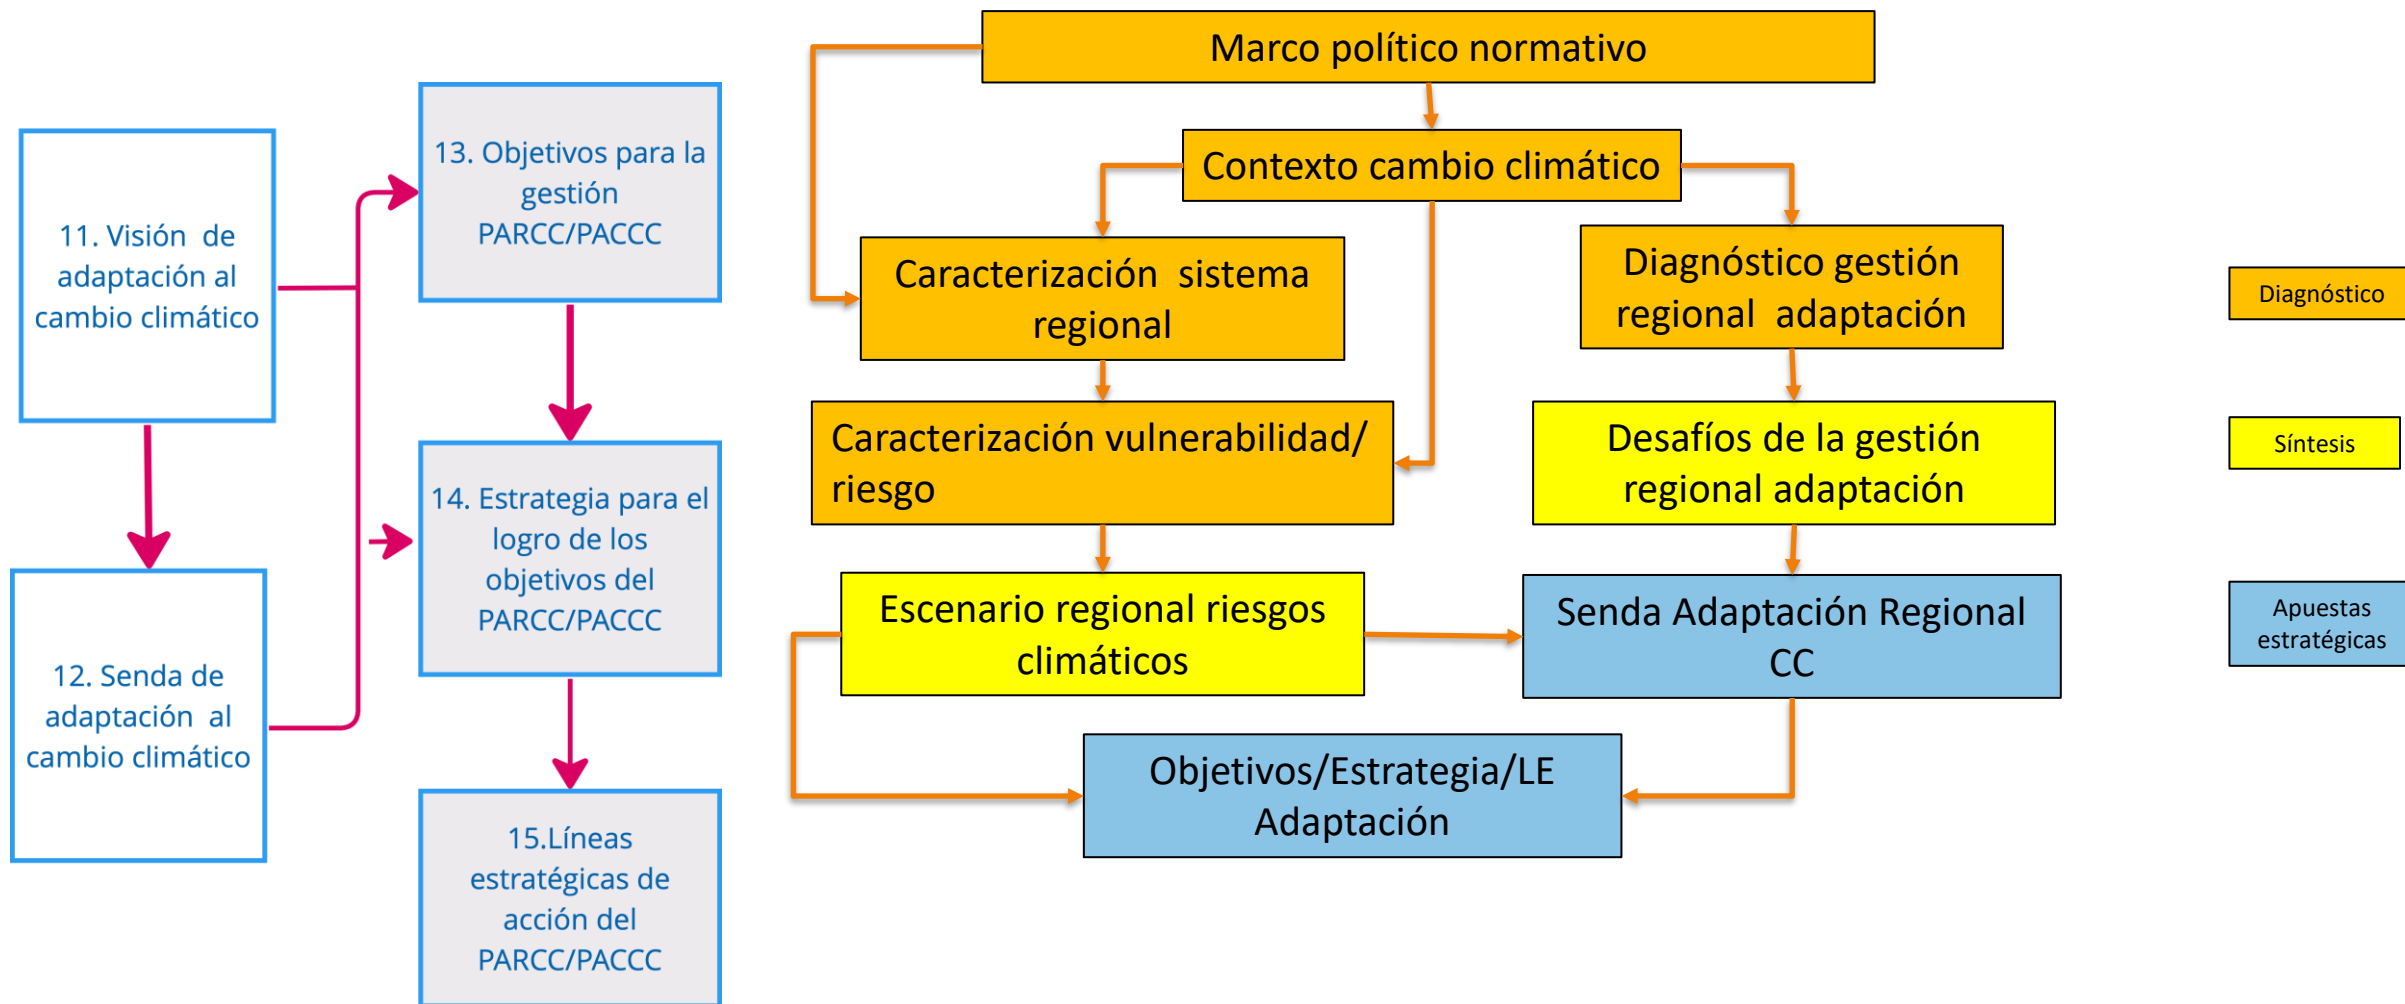 11. Visión de
adaptación al
cambio climático
12. Senda de
adaptación al
cambio climático
13. Objetivos para la
gestión
PARCC/PACCC
14. Estrategia para el
logro de los
objetivos del
PARCC/PACCC
15.Líneas
estratégicas de
acción del
PARCC/PACCC
Marco político normativo
Contexto cambio climático
Caracterización sistema
regional
Diagnóstico gestión
regional adaptación
Caracterización vulnerabilidad/
riesgo
Desafíos de la gestión
regional adaptación
Escenario regional riesgos
climáticos
Senda Adaptación Regional
CC
Objetivos/Estrategia/LE
Adaptación
Diagnóstico
Síntesis
Apuestas
estratégicas